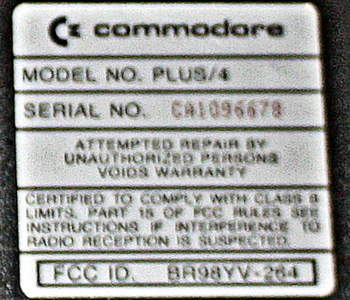 commodore
MODEL NO. PLUS/4
SERIAL NO. CA1096678
ATTEMPTED REPAIR BY
UNAUTHORIZED PERSONS
VOIDS WARRANTY
CERTIFIED TO COMPLY WITH CLASS B
LIMITS, PART 15 OF FCC RULES SEE
INSTRUCTIONS IF INTERFERENCE TO
RADIO RECEPTION IS SUSPECTED.
FCC ID. BR98YV-264